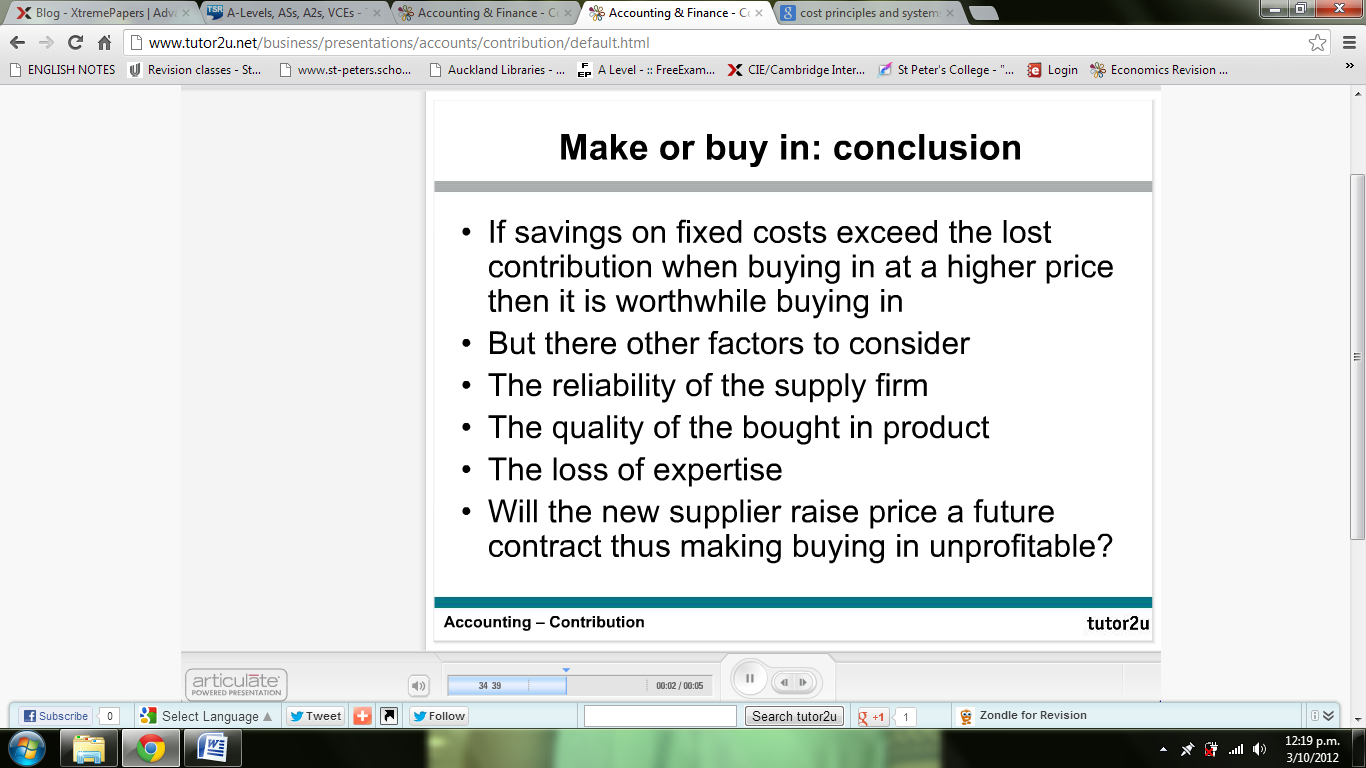 Blog - XtremePapers | Adva
A-Levels, ASs, A2s, VCEs - T
Accounting & Finance - Co
Accounting & Finance - Co
cost principles and systems
www.tutor2u.net/business/presentations/accounts/contribution/default.html
ENGLISH NOTES
Revision classes - St...
www.st-peters.scho...
Auckland Libraries - ...
A Level - :: FreeExam...
CIE/Cambridge Inter...
St Peter's College - "...
Login
Economics Revision ...
Make or buy in: conclusion
• If savings on fixed costs exceed the lost
contribution when buying in at a higher price
then it is worthwhile buying in
• But there other factors to consider
• The reliability of the supply firm
• The quality of the bought in product
• The loss of expertise
• Will the new supplier raise price a future
contract thus making buying in unprofitable?
Accounting – Contribution
tutor2u
articulate
POWERED PRESENTATION
34 39
00:02 / 00:05
Subscribe
0
Select Language
Tweet
Follow
Search tutor2u
+1
1
Zondle for Revision
12:19 p.m.
3/10/2012